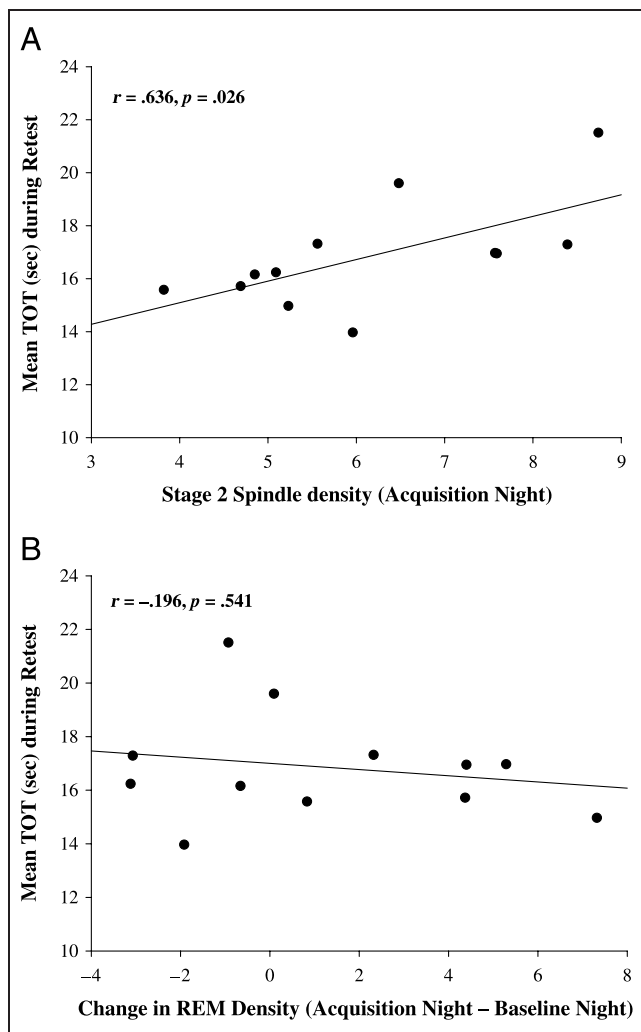 A
r = .636, p = .026
Mean TOT (sec) during Retest
24
22
20
18
16
14
12
10
3 4 5 6 7 8 9
Stage 2 Spindle density (Acquisition Night)
B
r = –.196, p = .541
Mean TOT (sec) during Retest
24
22
20
18
16
14
12
10
–4 –2 0 2 4 6 8
Change in REM Density (Acquisition Night – Baseline Night)